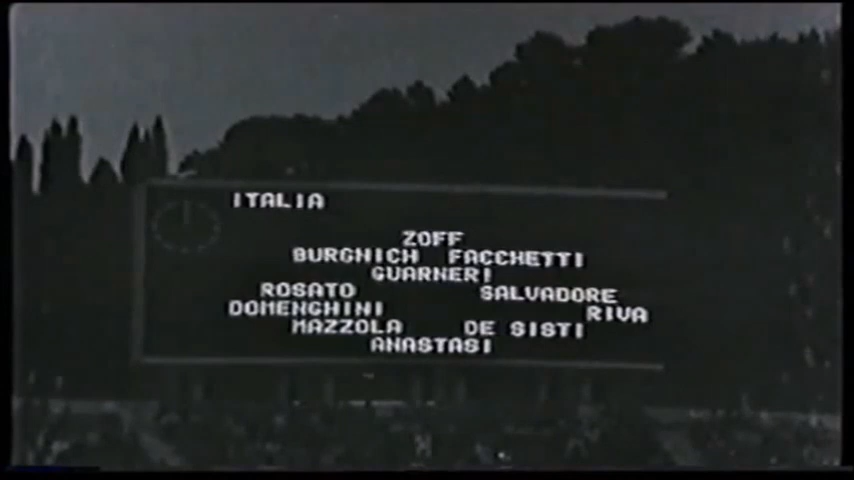 ITALIA
ZOFF
BURGNICH FACCHETTI
GUARNERI
ROSATO SALVADORE
DOMENGHINI RIVA
MAZZOLA DE SISTI
ANASTASI